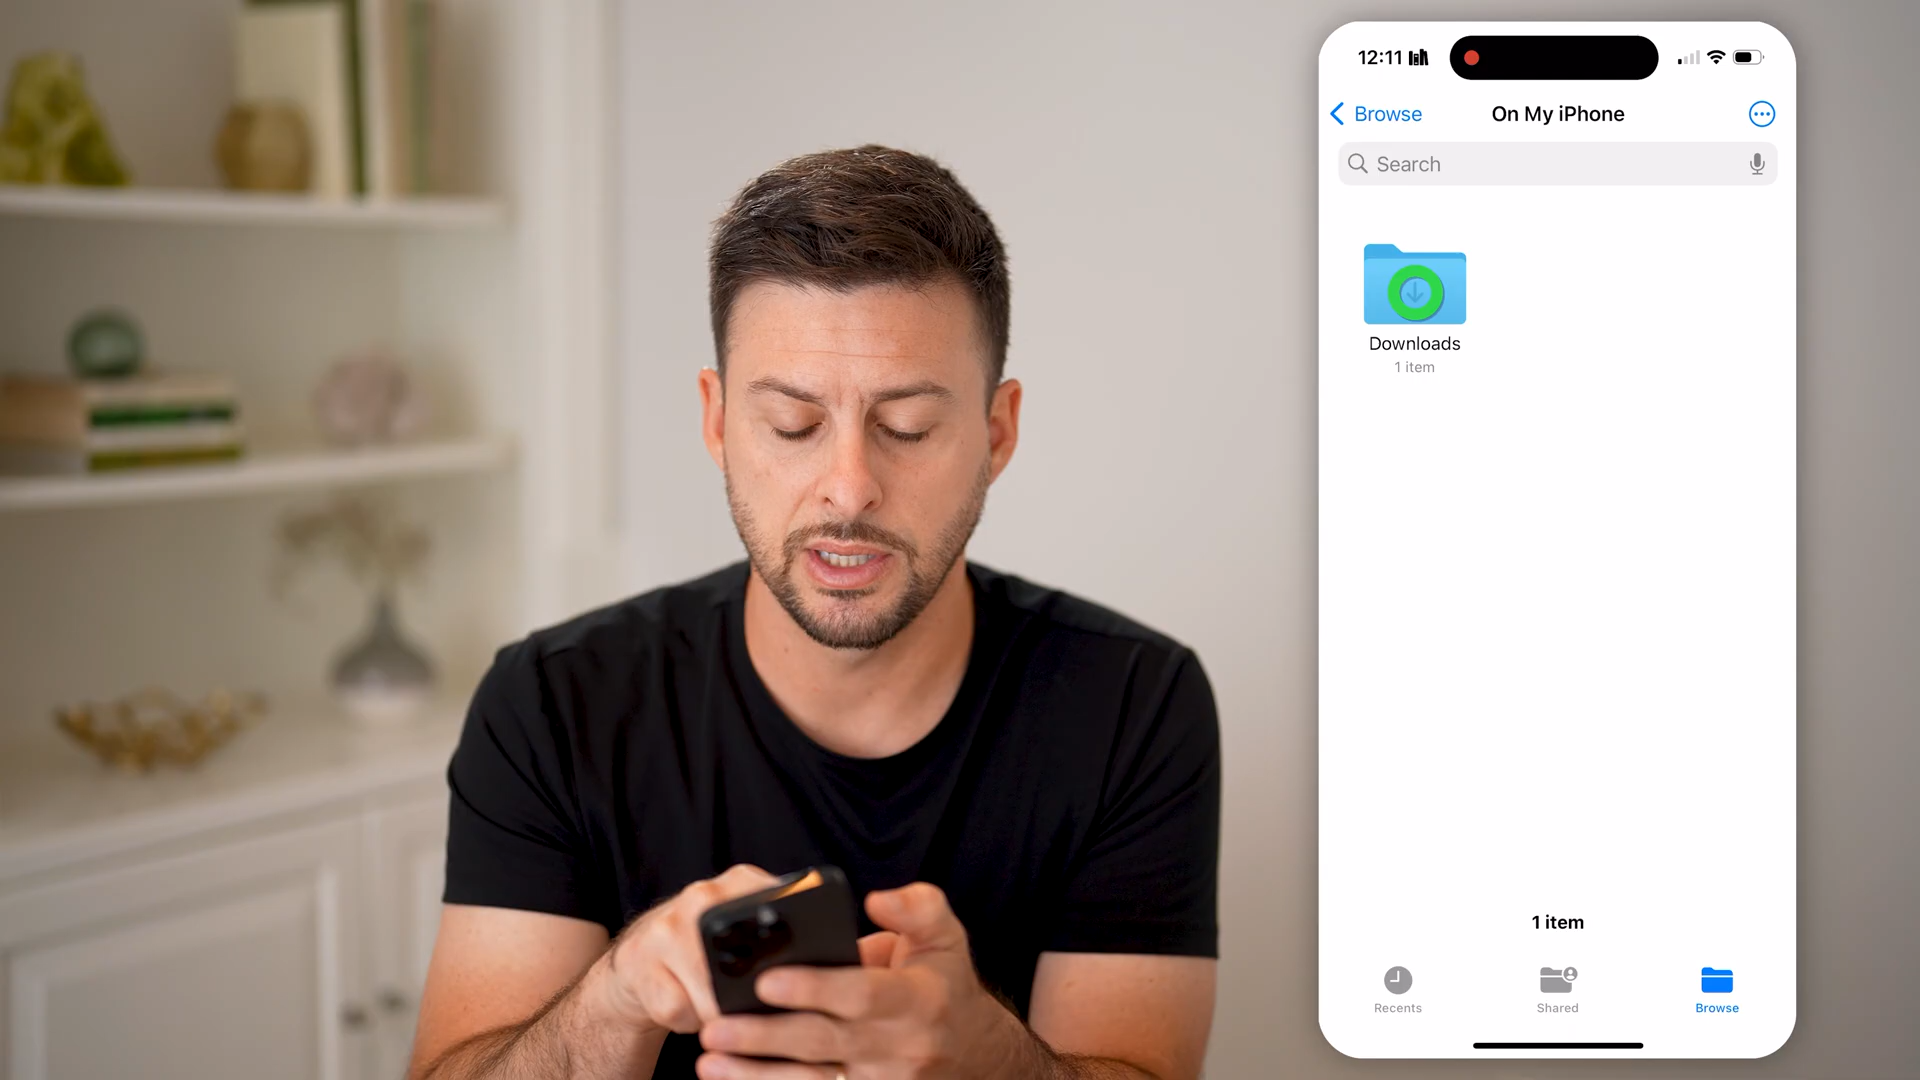 12:11
Browse
On My iPhone
Search
Downloads
1 item
1 item
Recents
Shared
Browse